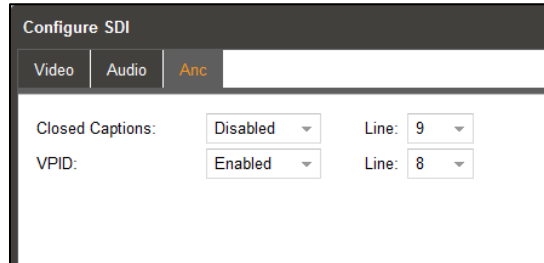 Configure SDI
Video Audio Anc
Closed Captions: Disabled Line: 9
VPID: Enabled Line: 8